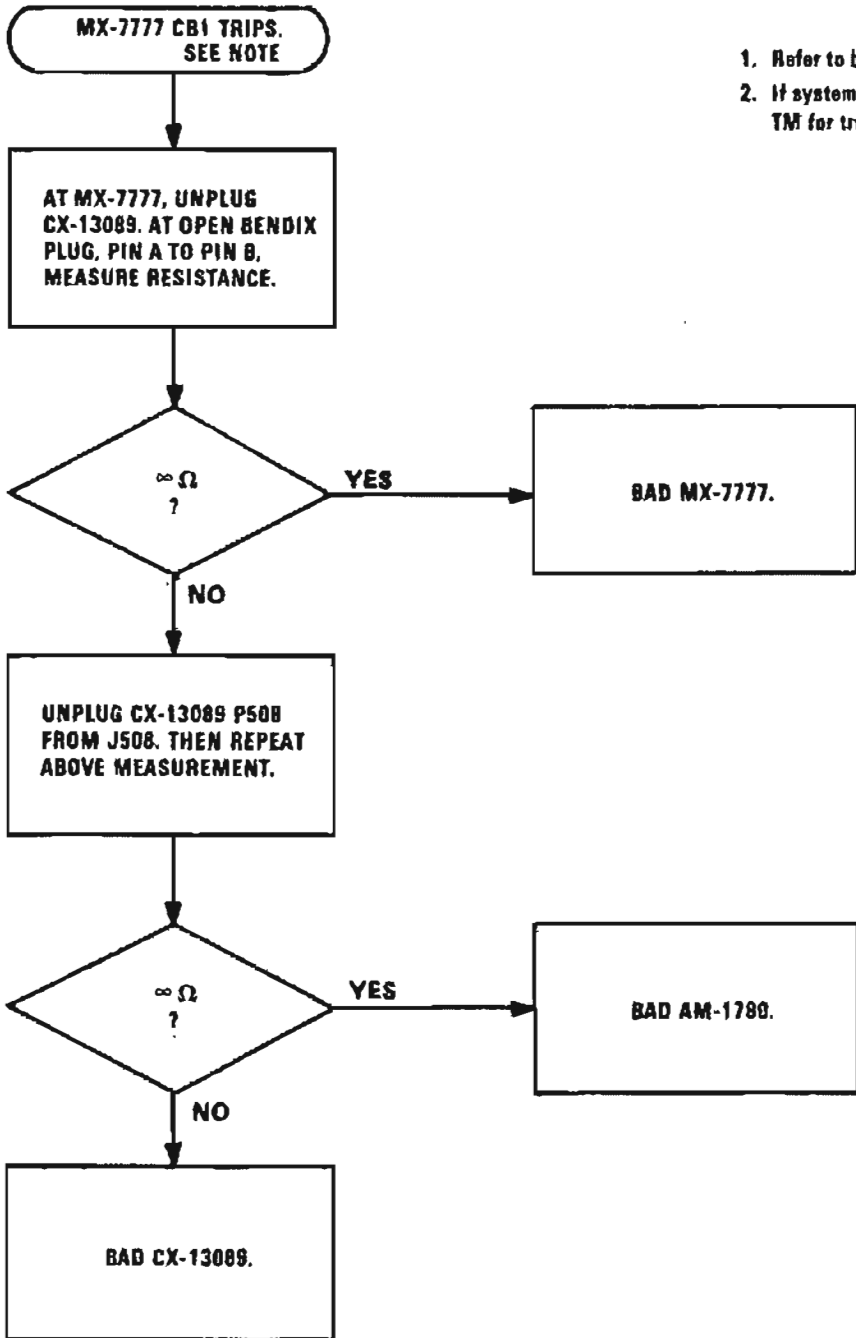 MX-7777 CB1 TRIPS.
SEE NOTE
1. Refer to
2. If system
TM for
AT MX-7777, UNPLUG
CX-13089. AT OPEN BENDIX
PLUG, PIN A TO PIN B,
MEASURE RESISTANCE.
∞ Ω
?
YES
BAD MX-7777.
NO
UNPLUG CX-13089 P508
FROM J508. THEN REPEAT
ABOVE MEASUREMENT.
∞ Ω
?
YES
BAD AM-1780.
NO
BAD CX-13089.